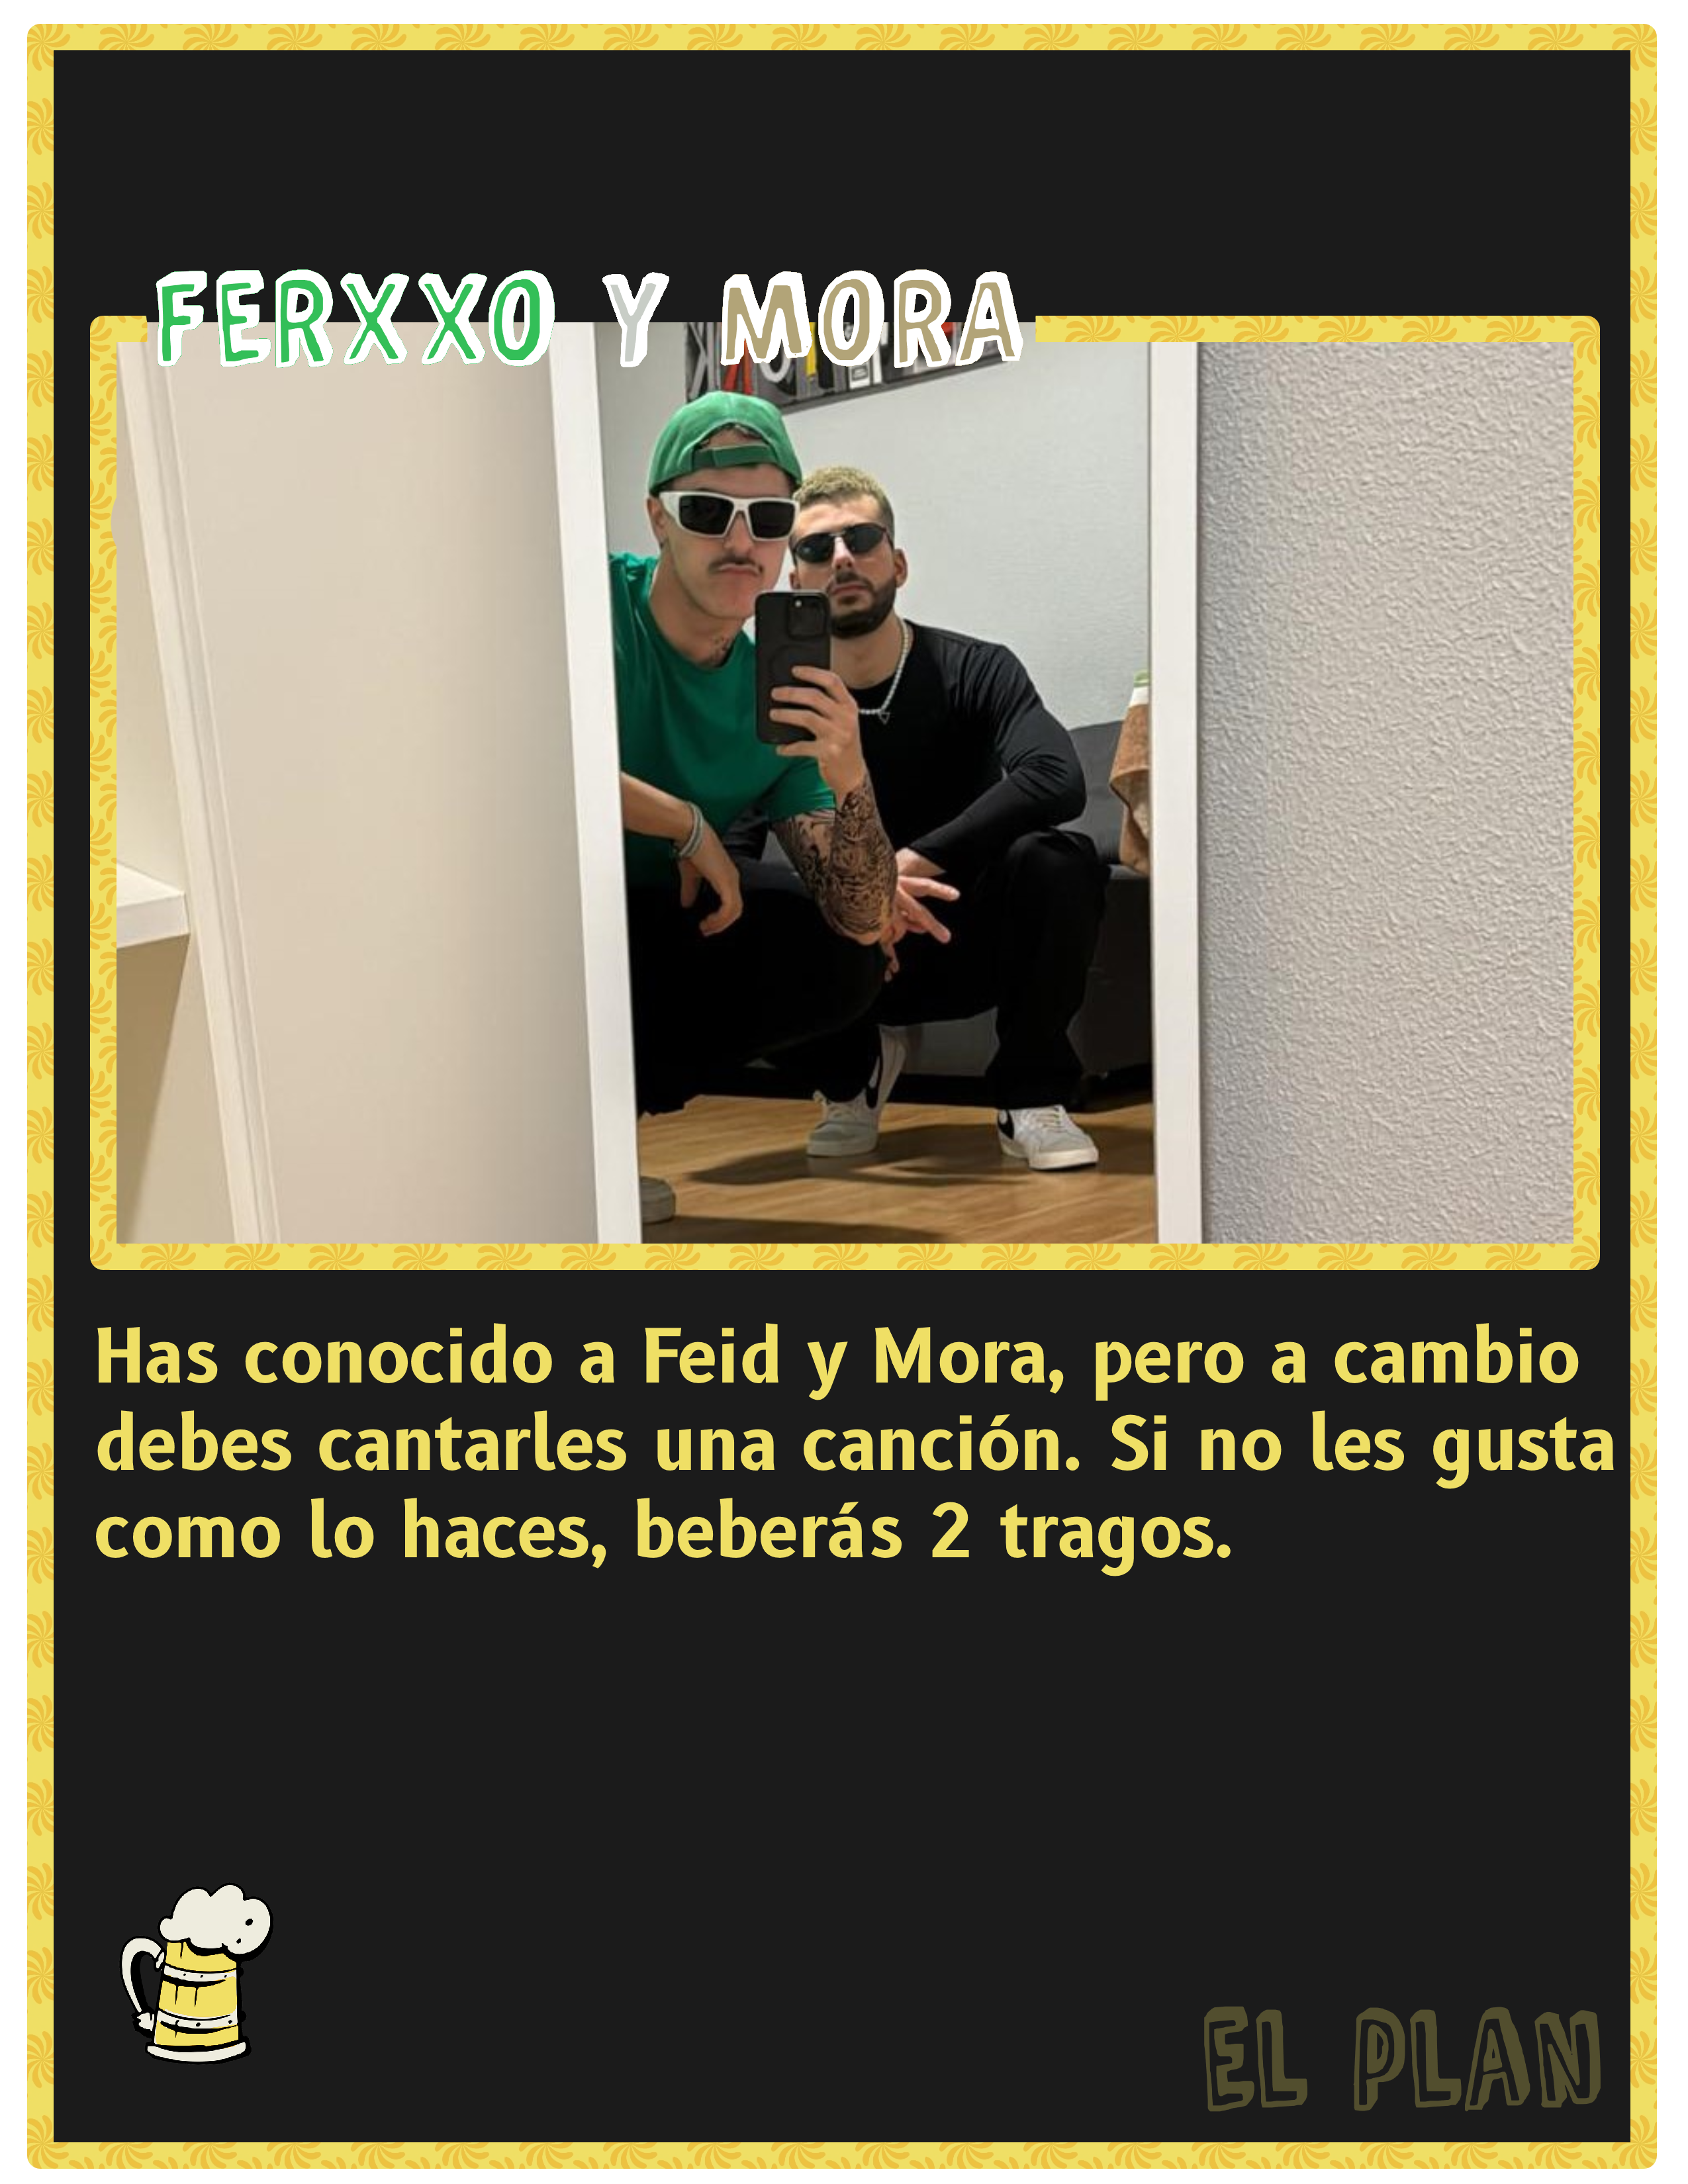 FERXXO Y MORA
Has conocido a Feid y Mora, pero a cambio
debes cantarles una canción. Si no les gusta
como lo haces, beberás 2 tragos.
EL PLAN